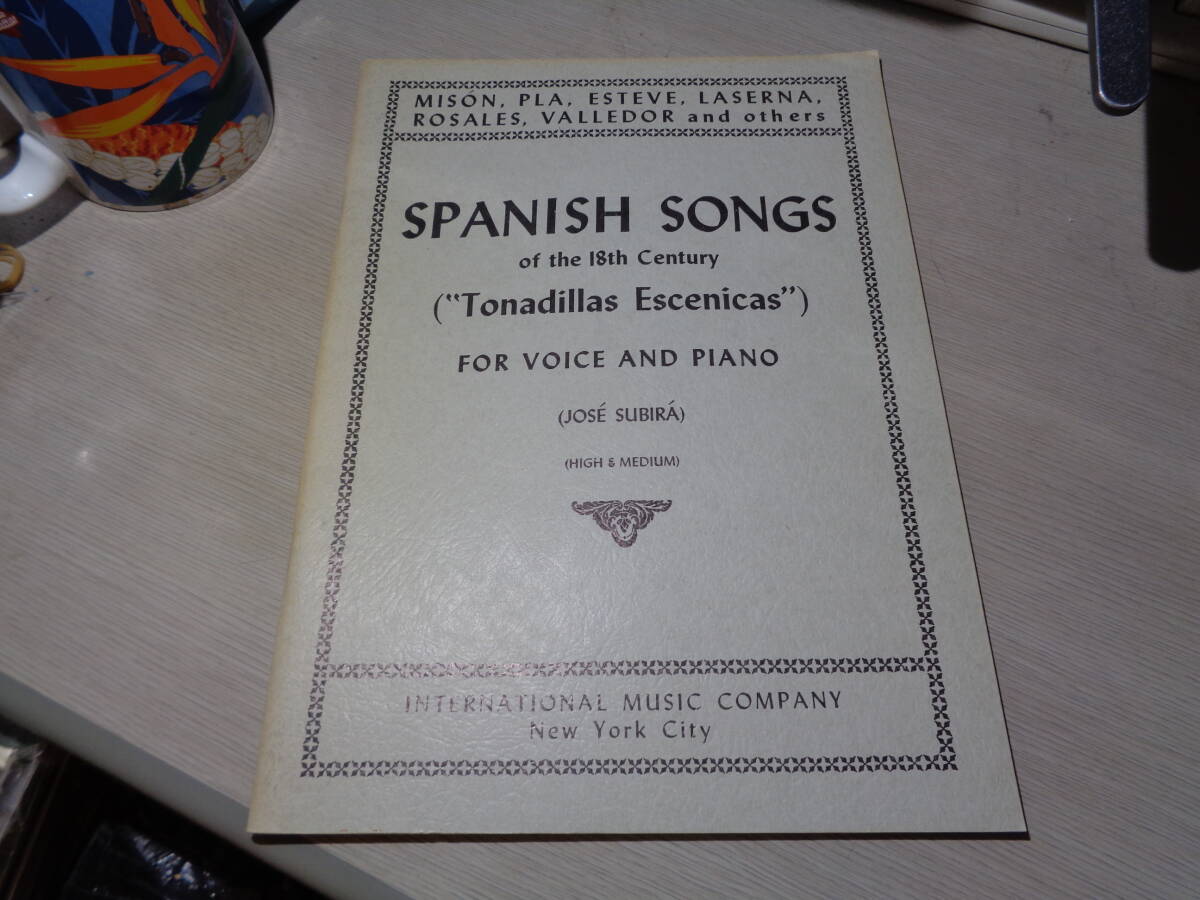 MISÓN, PLA, ESTEVE, LASERNA,
ROSALES, VALLEDOR and others
SPANISH SONGS
of the 18th Century
("Tonadillas Escenicas")
FOR VOICE AND PIANO
(JOSÉ SUBIRÁ)
(HIGH & MEDIUM)
INTERNATIONAL MUSIC COMPANY
New York City